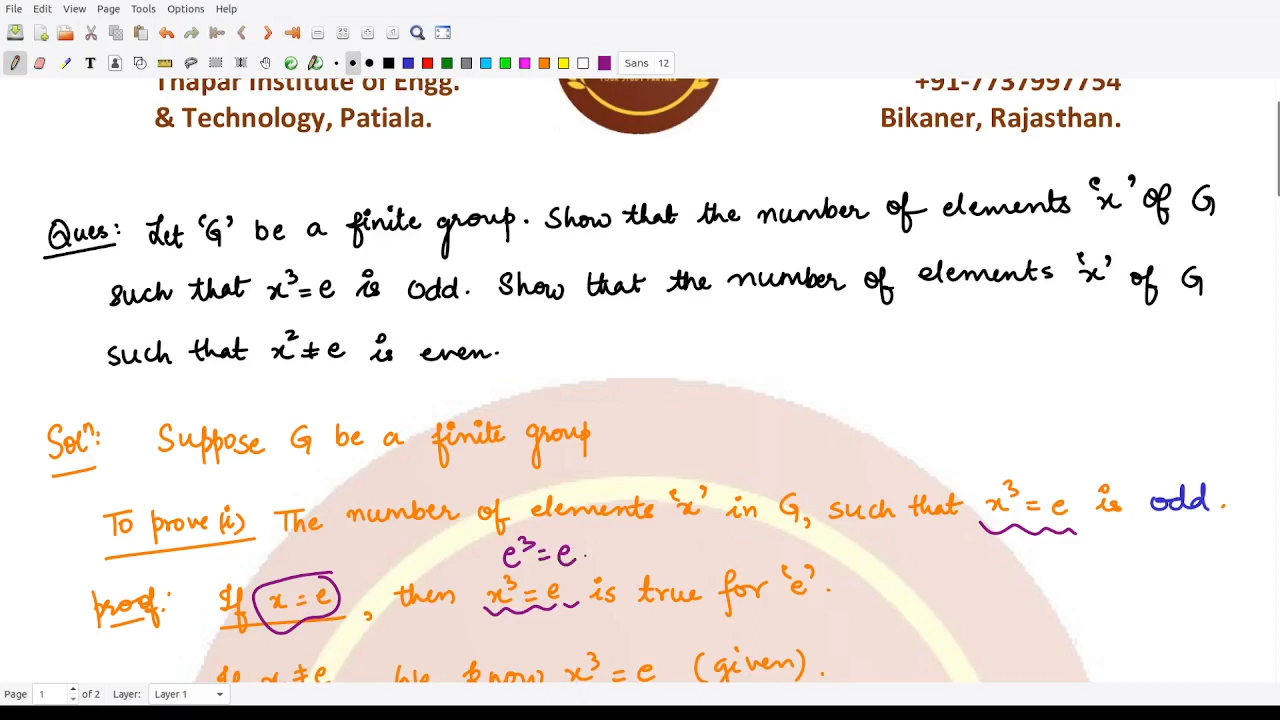 File Edit View Page Tools Options Help
Sans 12
Thapar Institute of Engg.
& Technology, Patiala.
+91-7737997754
Bikaner, Rajasthan.
Ques: Let 'G' be a finite group. Show that the number of elements 'x' of G
such that x³ = e is odd. Show that the number of elements 'x' of G
such that x² ≠ e is even.
Solⁿ: Suppose G be a finite group
To prove (i) The number of elements 'x' in G, such that x³ = e is odd.
e³ = e
proof: If x = e, then x³ = e is true for 'e'.
If x ≠ e We know x³ = e (given).
Page 1 of 2 Layer: Layer 1